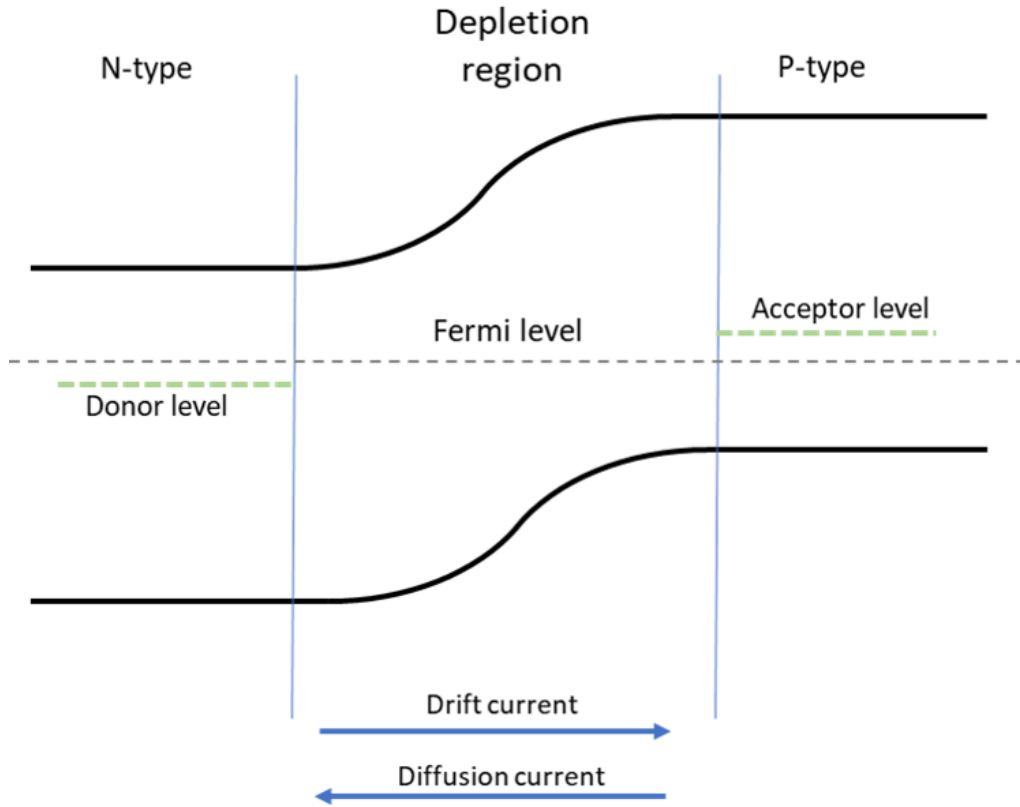 N-type
Depletion
region
P-type
Acceptor level
Fermi level
Donor level
Drift current
Diffusion current